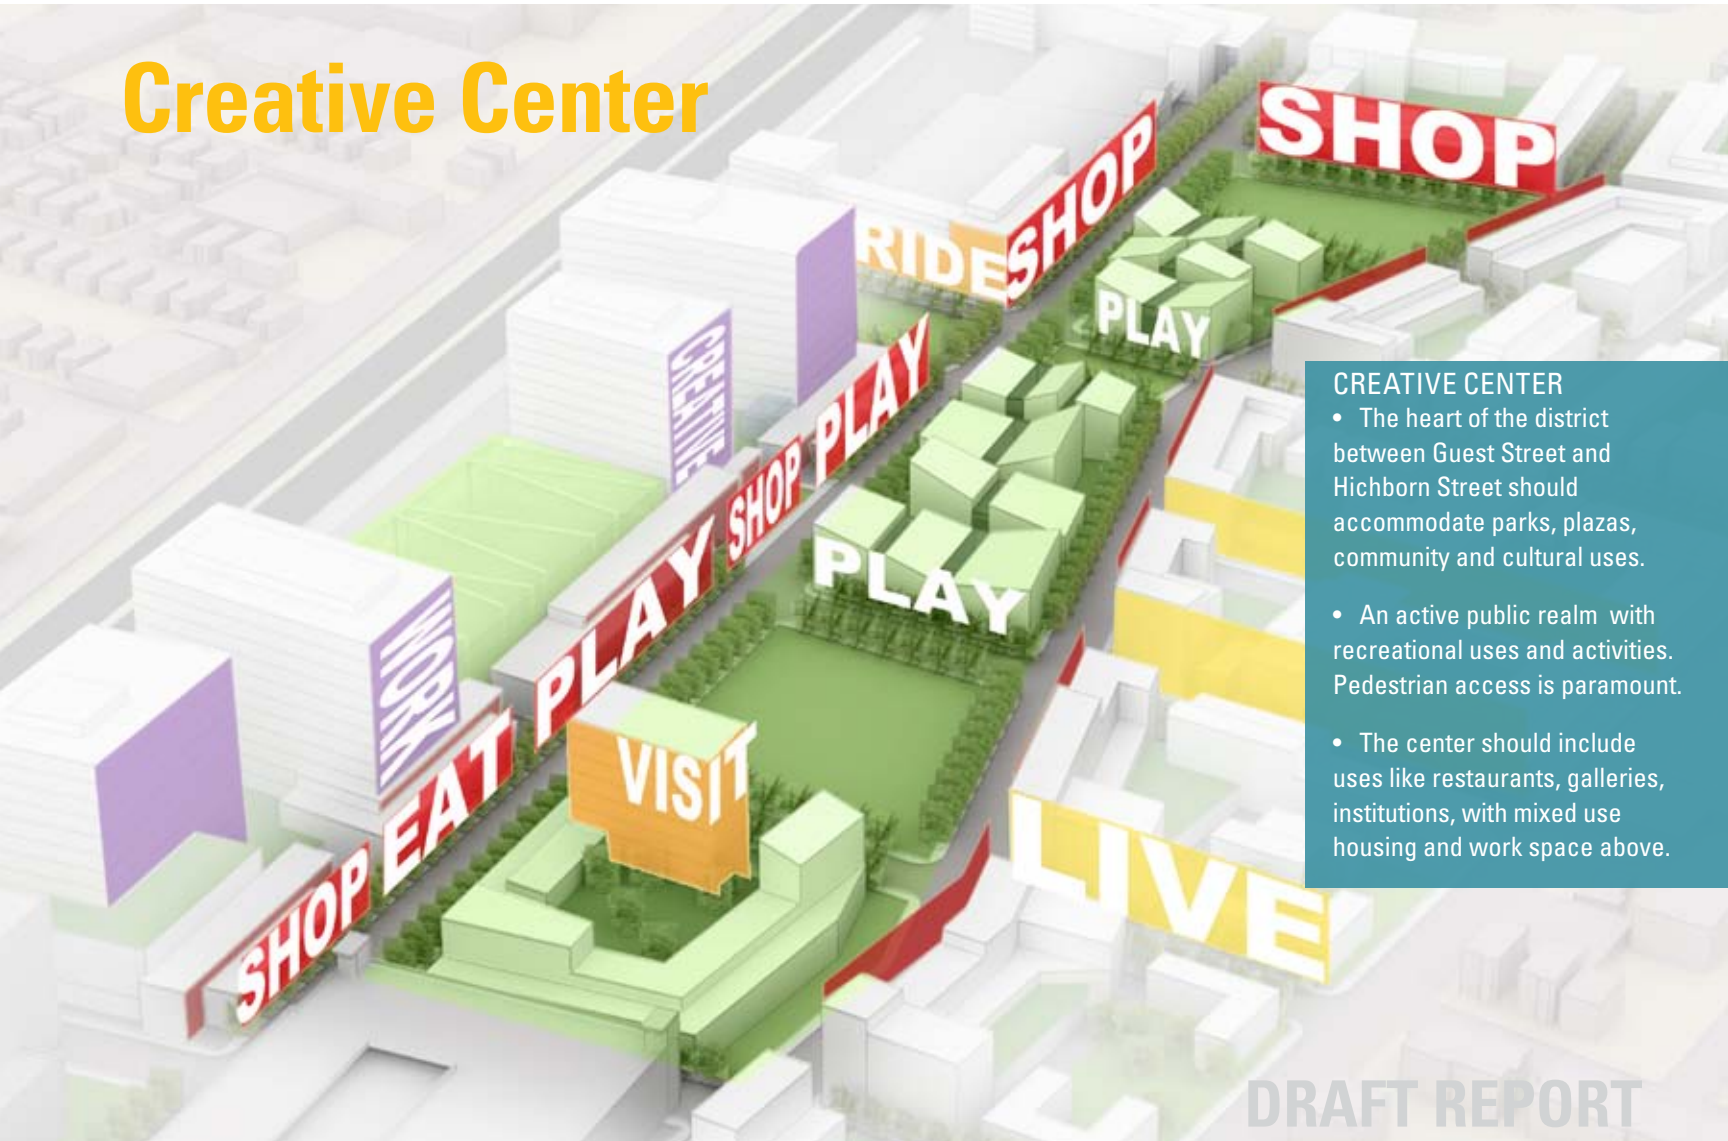 Creative Center
SHOP
SHOP
RIDE
PLAY
CREATIVE
PLAY
SHOP
PLAY
PLAY
WORK
EAT
VISIT
SHOP
LIVE
CREATIVE CENTER
• The heart of the district
between Guest Street and
Hichborn Street should
accommodate parks, plazas,
community and cultural uses.
• An active public realm with
recreational uses and activities.
Pedestrian access is paramount.
• The center should include
uses like restaurants, galleries,
institutions, with mixed use
housing and work space above.
DRAFT REPORT